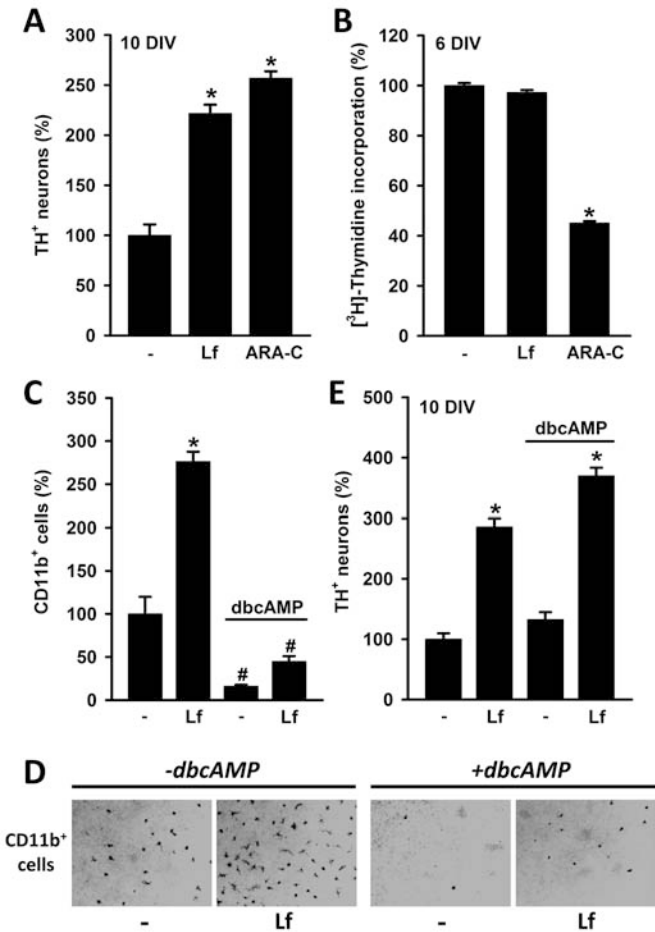 A
10 DIV
TH+ neurons (%)
300
250
200
150
100
50
0
*
*
-
Lf
ARA-C
B
6 DIV
[3H]-Thymidine incorporation (%)
120
100
80
60
40
20
0
*
-
Lf
ARA-C
C
CD11b+ cells (%)
350
300
250
200
150
100
50
0
*
dbcAMP
#
#
-
Lf
-
Lf
E
10 DIV
TH+ neurons (%)
500
400
300
200
100
0
dbcAMP
*
*
-
Lf
-
Lf
D
-dbcAMP
+dbcAMP
CD11b+
cells
-
Lf
-
Lf